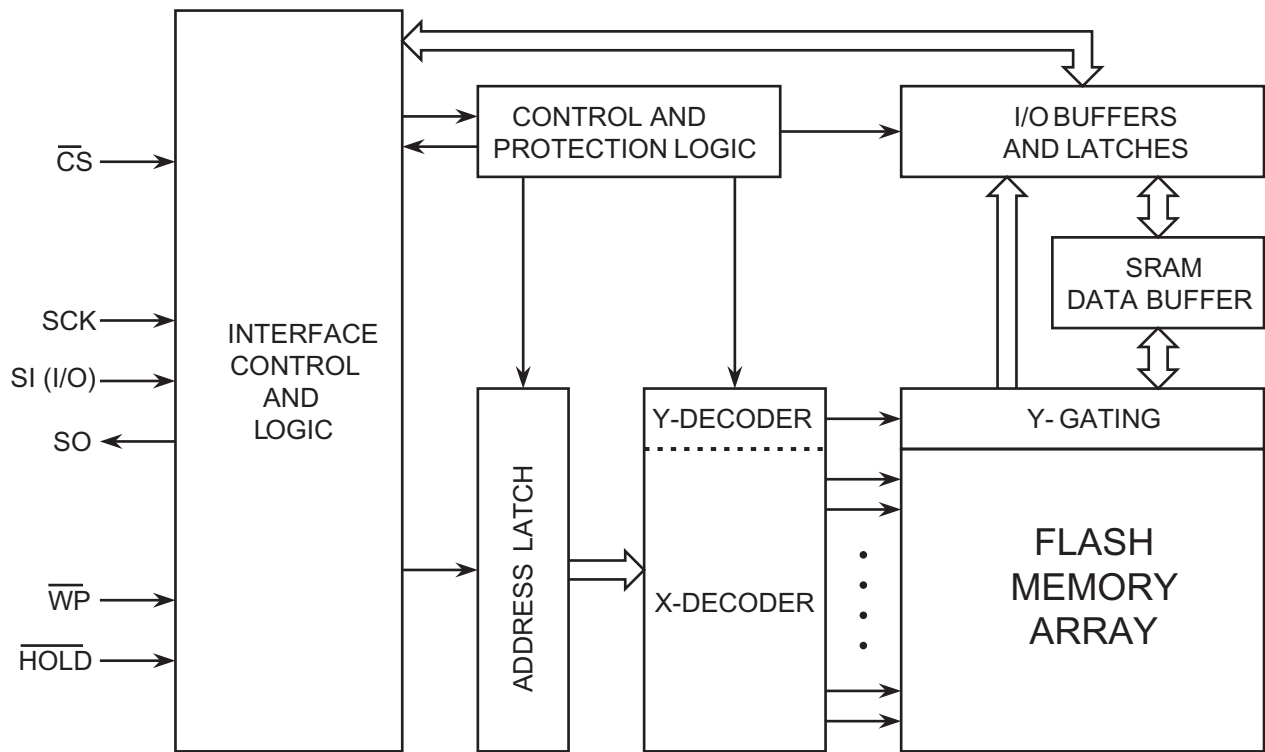 CS
SCK
SI (I/O)
SO
WP
HOLD
INTERFACE
CONTROL
AND
LOGIC
CONTROL AND
PROTECTION LOGIC
I/O BUFFERS
AND LATCHES
SRAM
DATA BUFFER
ADDRESS LATCH
Y-DECODER
X-DECODER
Y- GATING
FLASH
MEMORY
ARRAY